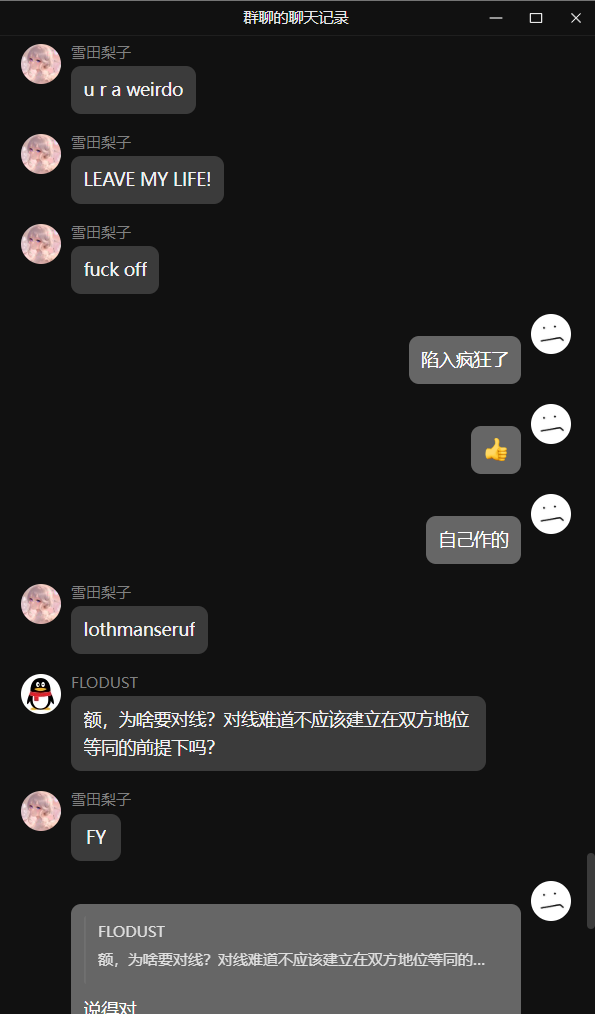 群聊的聊天记录
雪田梨子
u r a weirdo
雪田梨子
LEAVE MY LIFE!
雪田梨子
fuck off
陷入疯狂了
👍
自己作的
雪田梨子
lothmanseruf
FLODUST
额，为啥要对线？对线难道不应该建立在双方地位
等同的前提下吗？
雪田梨子
FY
FLODUST
额，为啥要对线？对线难道不应该建立在双方地位等同的...
说得对